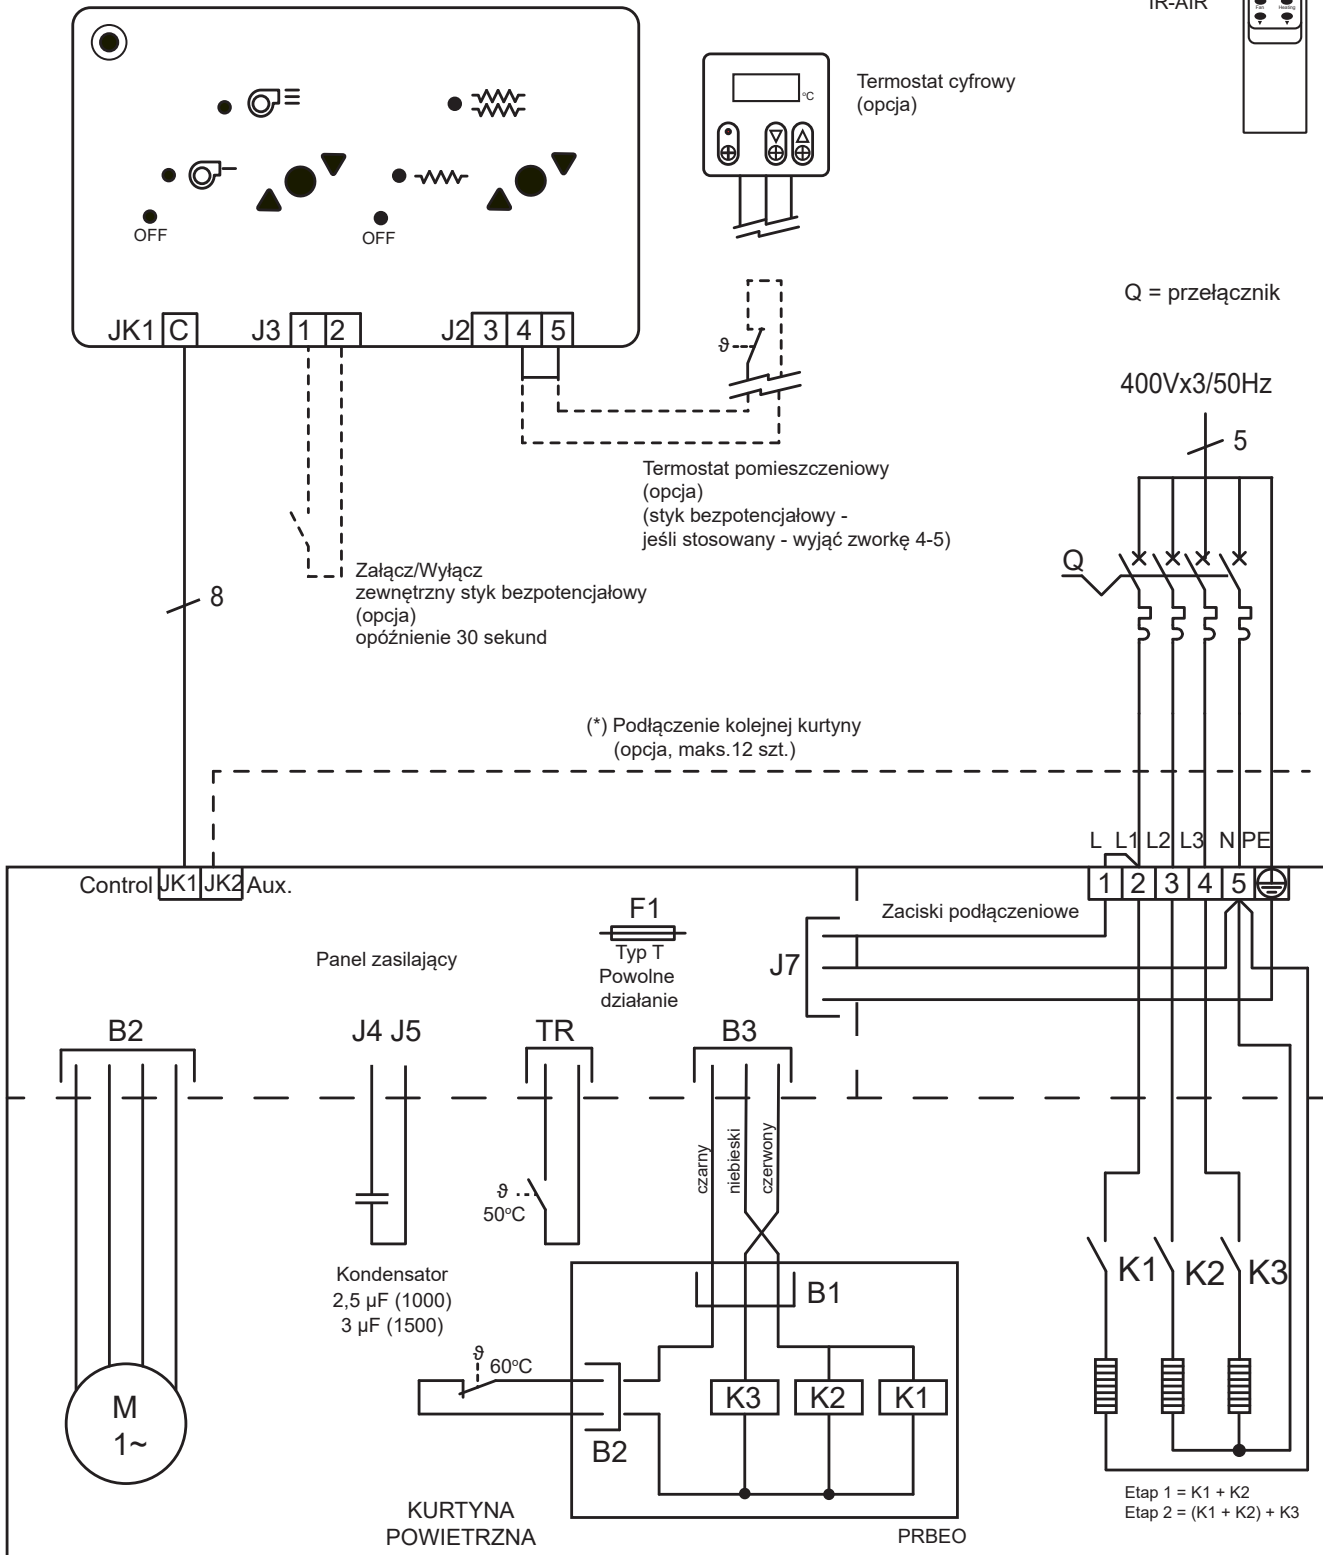 IR-AIR
Fan Heating
Termostat cyfrowy
(opcja)
°C
OFF
OFF
JK1 C
J3 1 2
J2 3 4 5
ϑ
Q = przełącznik
400Vx3/50Hz
5
Termostat pomieszczeniowy
(opcja)
(styk bezpotencjałowy -
jeśli stosowany - wyjąć zworkę 4-5)
Q
Załącz/Wyłącz
zewnętrzny styk bezpotencjałowy
(opcja)
opóźnienie 30 sekund
8
(*) Podłączenie kolejnej kurtyny
(opcja, maks.12 szt.)
L L1 L2 L3 N PE
Control JK1 JK2 Aux.
1 2 3 4 5
F1
Typ T
Powolne
działanie
Zaciski podłączeniowe
Panel zasilający
J7
B2
J4 J5
TR
B3
czarny
niebieski
czerwony
ϑ
50°C
Kondensator
2,5 µF (1000)
3 µF (1500)
B1
K1 K2 K3
ϑ
60°C
K3 K2 K1
M
1~
B2
KURTYNA
POWIETRZNA
PRBEO
Etap 1 = K1 + K2
Etap 2 = (K1 + K2) + K3